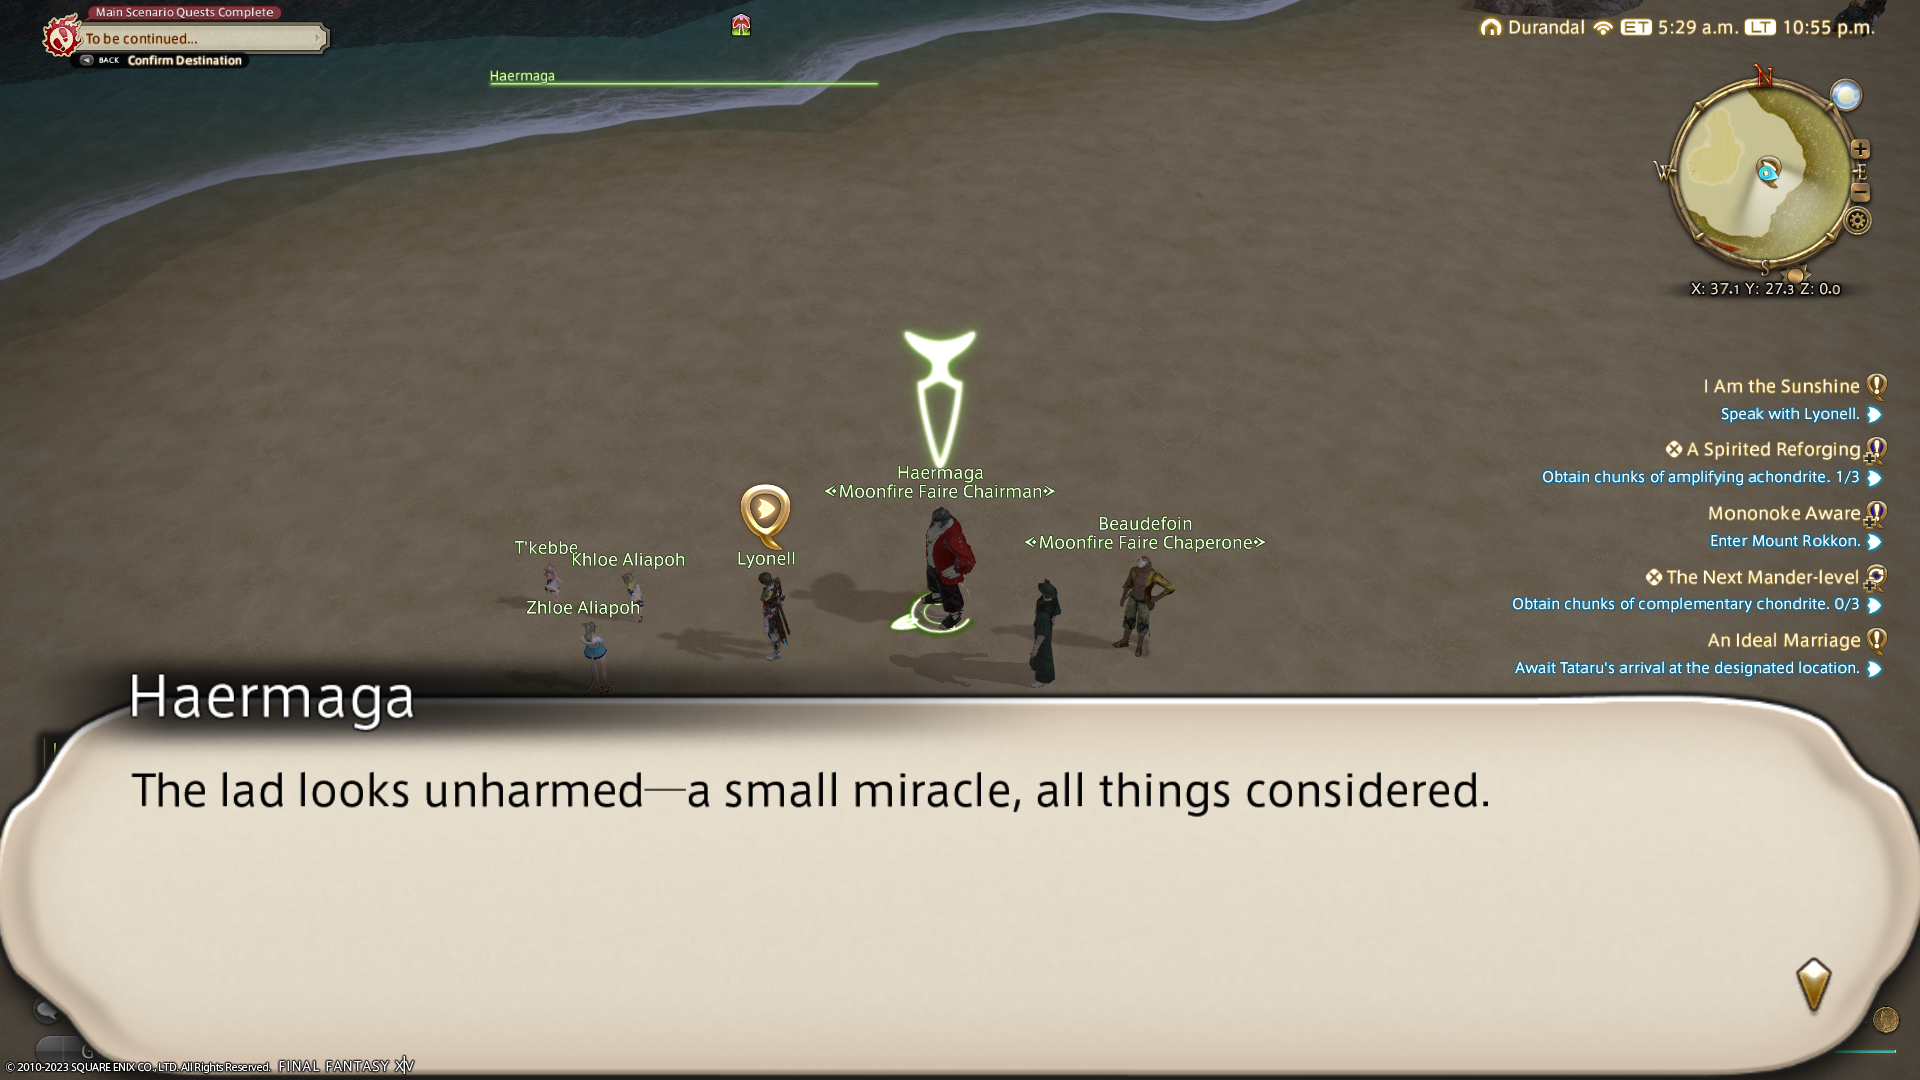 Main Scenario Quests Complete
To be continued...
BACK Confirm Destination
Haermaga
Durandal ET 5:29 a.m. LT 10:55 p.m.
N
W
E
S
X: 37.1 Y: 27.3 Z: 0.0
I Am the Sunshine
Speak with Lyonell.
A Spirited Reforging
Obtain chunks of amplifying achondrite. 1/3
Mononoke Aware
Enter Mount Rokkon.
The Next Mander-level
Obtain chunks of complementary chondrite. 0/3
An Ideal Marriage
Await Tataru's arrival at the designated location.
Haermaga
«Moonfire Faire Chairman»
Beaudefoin
«Moonfire Faire Chaperone»
T'kebbe
Khloe Aliapoh
Lyonell
Zhloe Aliapoh
Haermaga
The lad looks unharmed—a small miracle, all things considered.
© 2010-2023 SQUARE ENIX CO., LTD. All Rights Reserved. FINAL FANTASY XIV